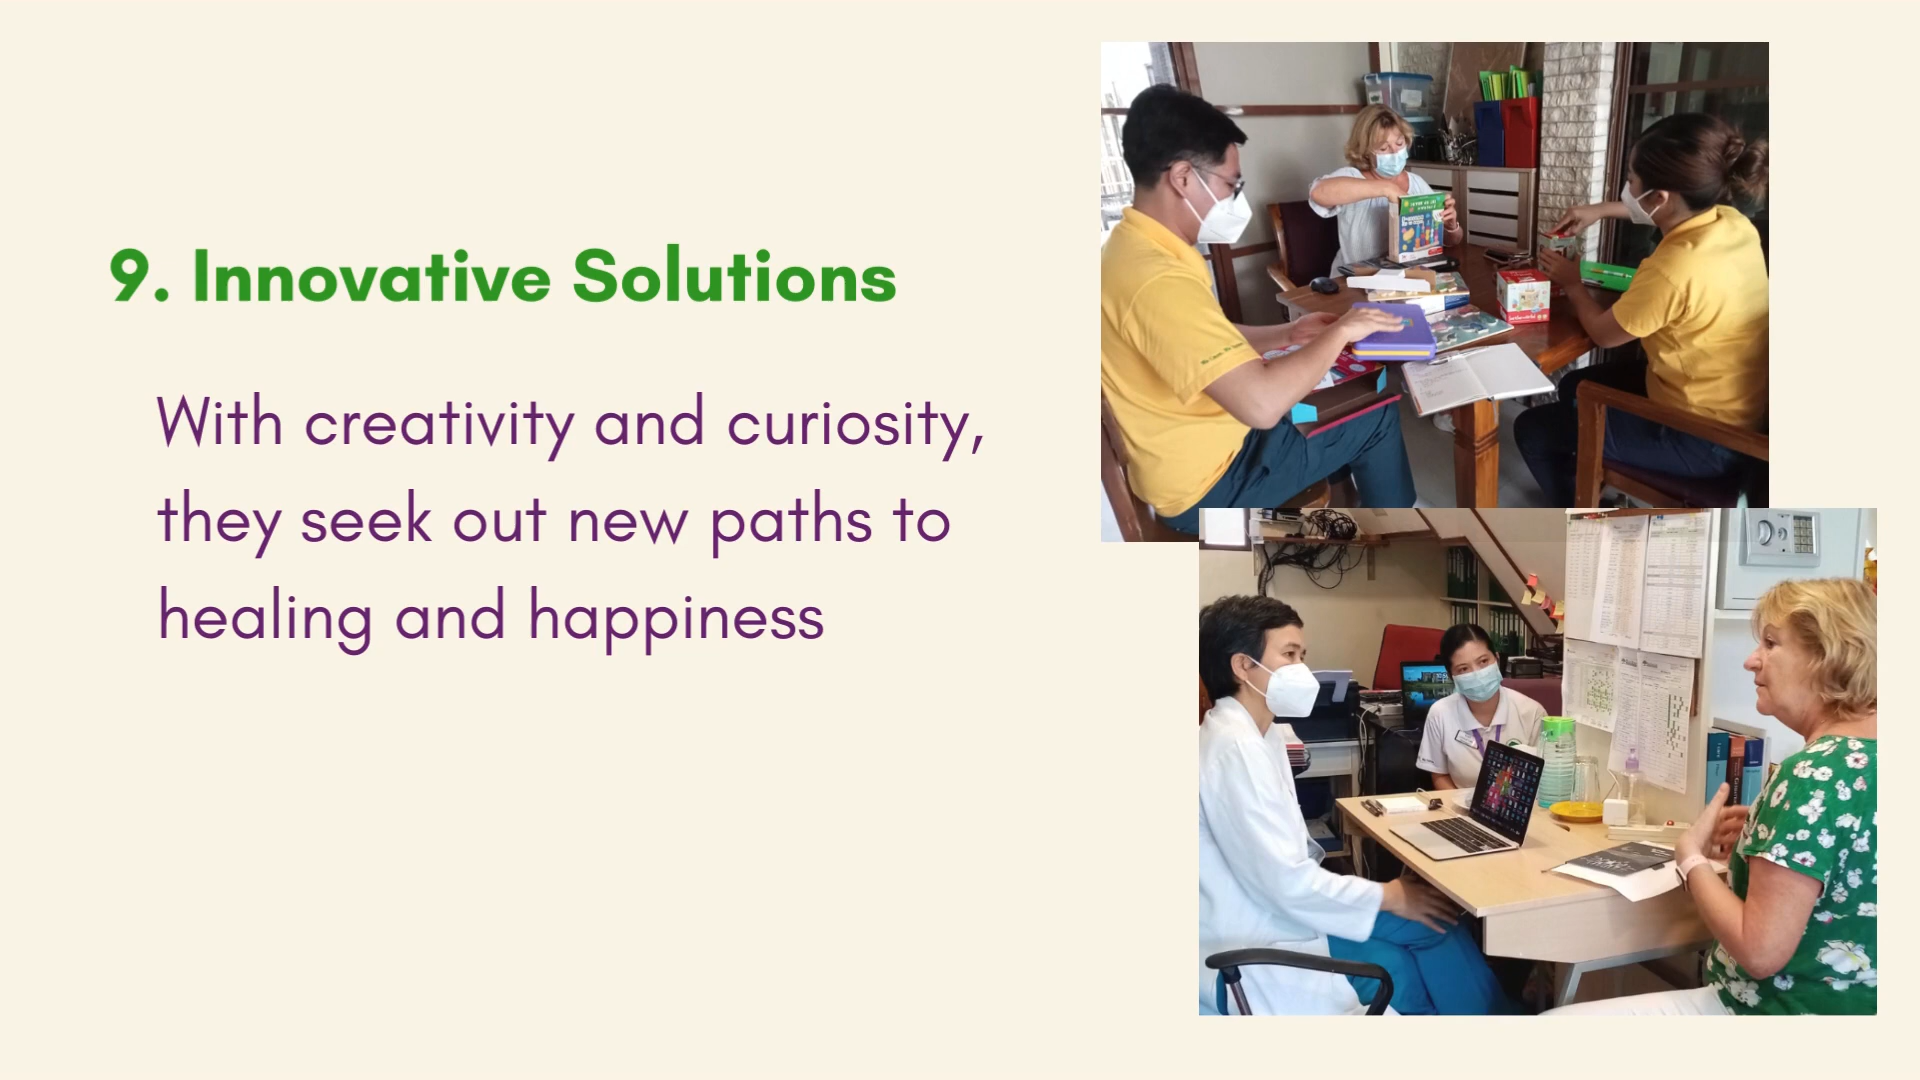 9. Innovative Solutions
With creativity and curiosity,
they seek out new paths to
healing and happiness